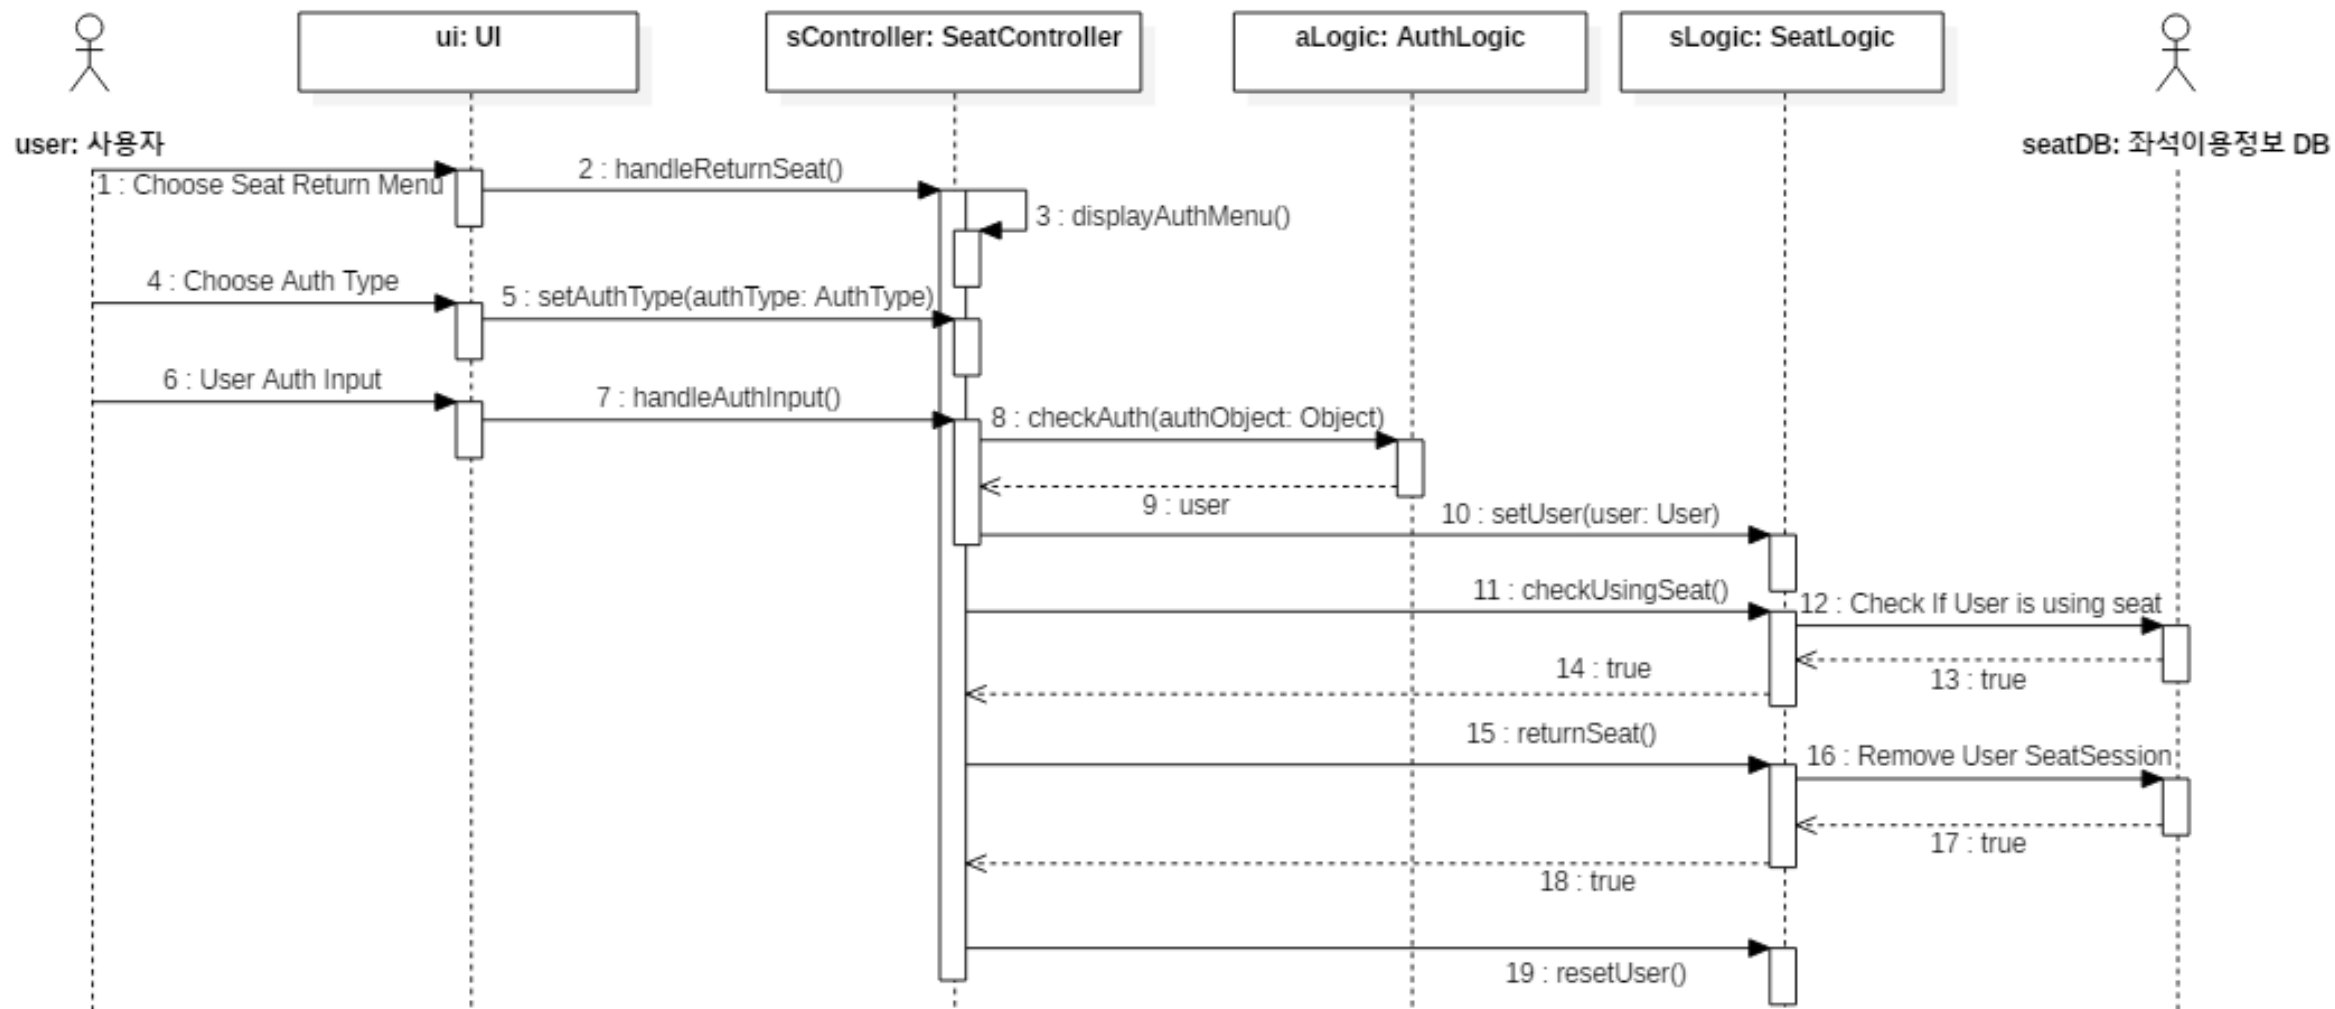 ui: UI
sController: SeatController
aLogic: AuthLogic
sLogic: SeatLogic
user: 사용자
seatDB: 좌석이용정보 DB
1 : Choose Seat Return Menu
2 : handleReturnSeat()
3 : displayAuthMenu()
4 : Choose Auth Type
5 : setAuthType(authType: AuthType)
6 : User Auth Input
7 : handleAuthInput()
8 : checkAuth(authObject: Object)
9 : user
10 : setUser(user: User)
11 : checkUsingSeat()
12 : Check If User is using seat
13 : true
14 : true
15 : returnSeat()
16 : Remove User SeatSession
17 : true
18 : true
19 : resetUser()